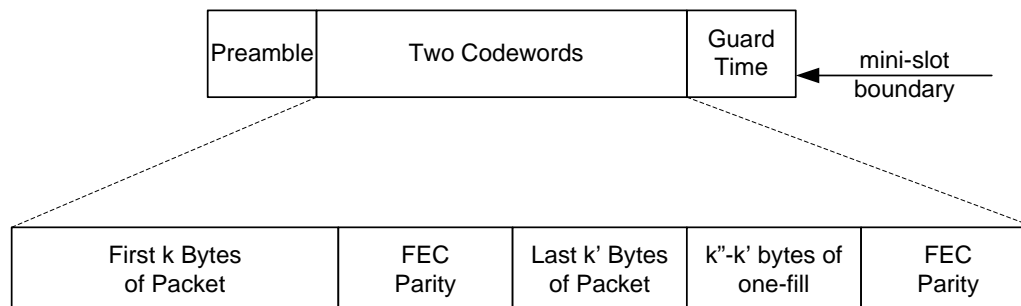 Preamble
Two Codewords
Guard
Time
mini-slot
boundary
First k Bytes
of Packet
FEC
Parity
Last k’ Bytes
of Packet
k”-k’ bytes of
one-fill
FEC
Parity